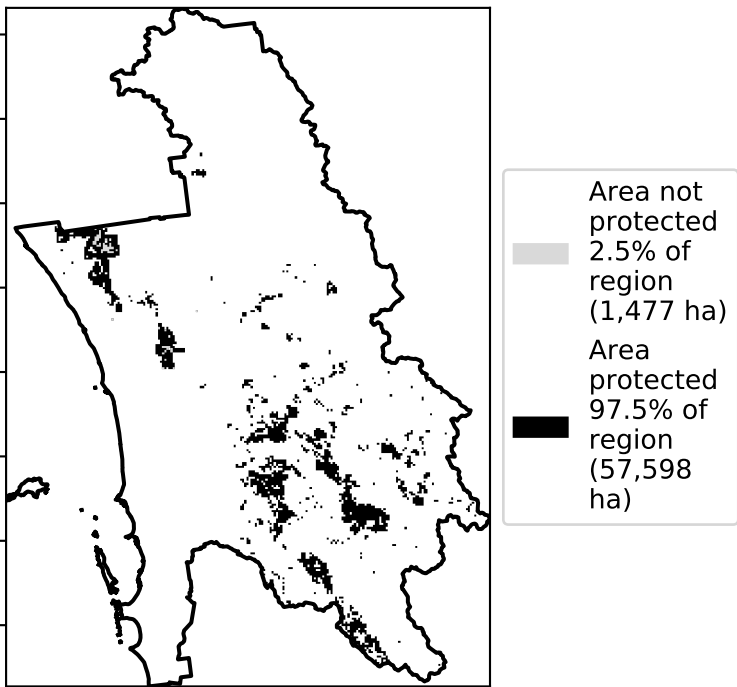 Area not
protected
2.5% of
region
(1,477 ha)
Area
protected
97.5% of
region
(57,598
ha)